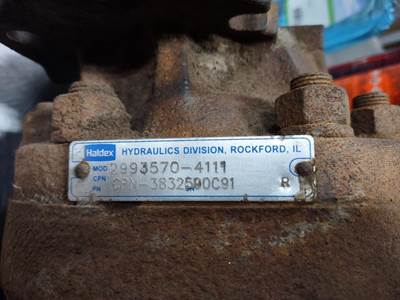 Haldex HYDRAULICS DIVISION, ROCKFORD, IL
MOD 2993570-4111
CPN
PN CPN-3832590C91 R